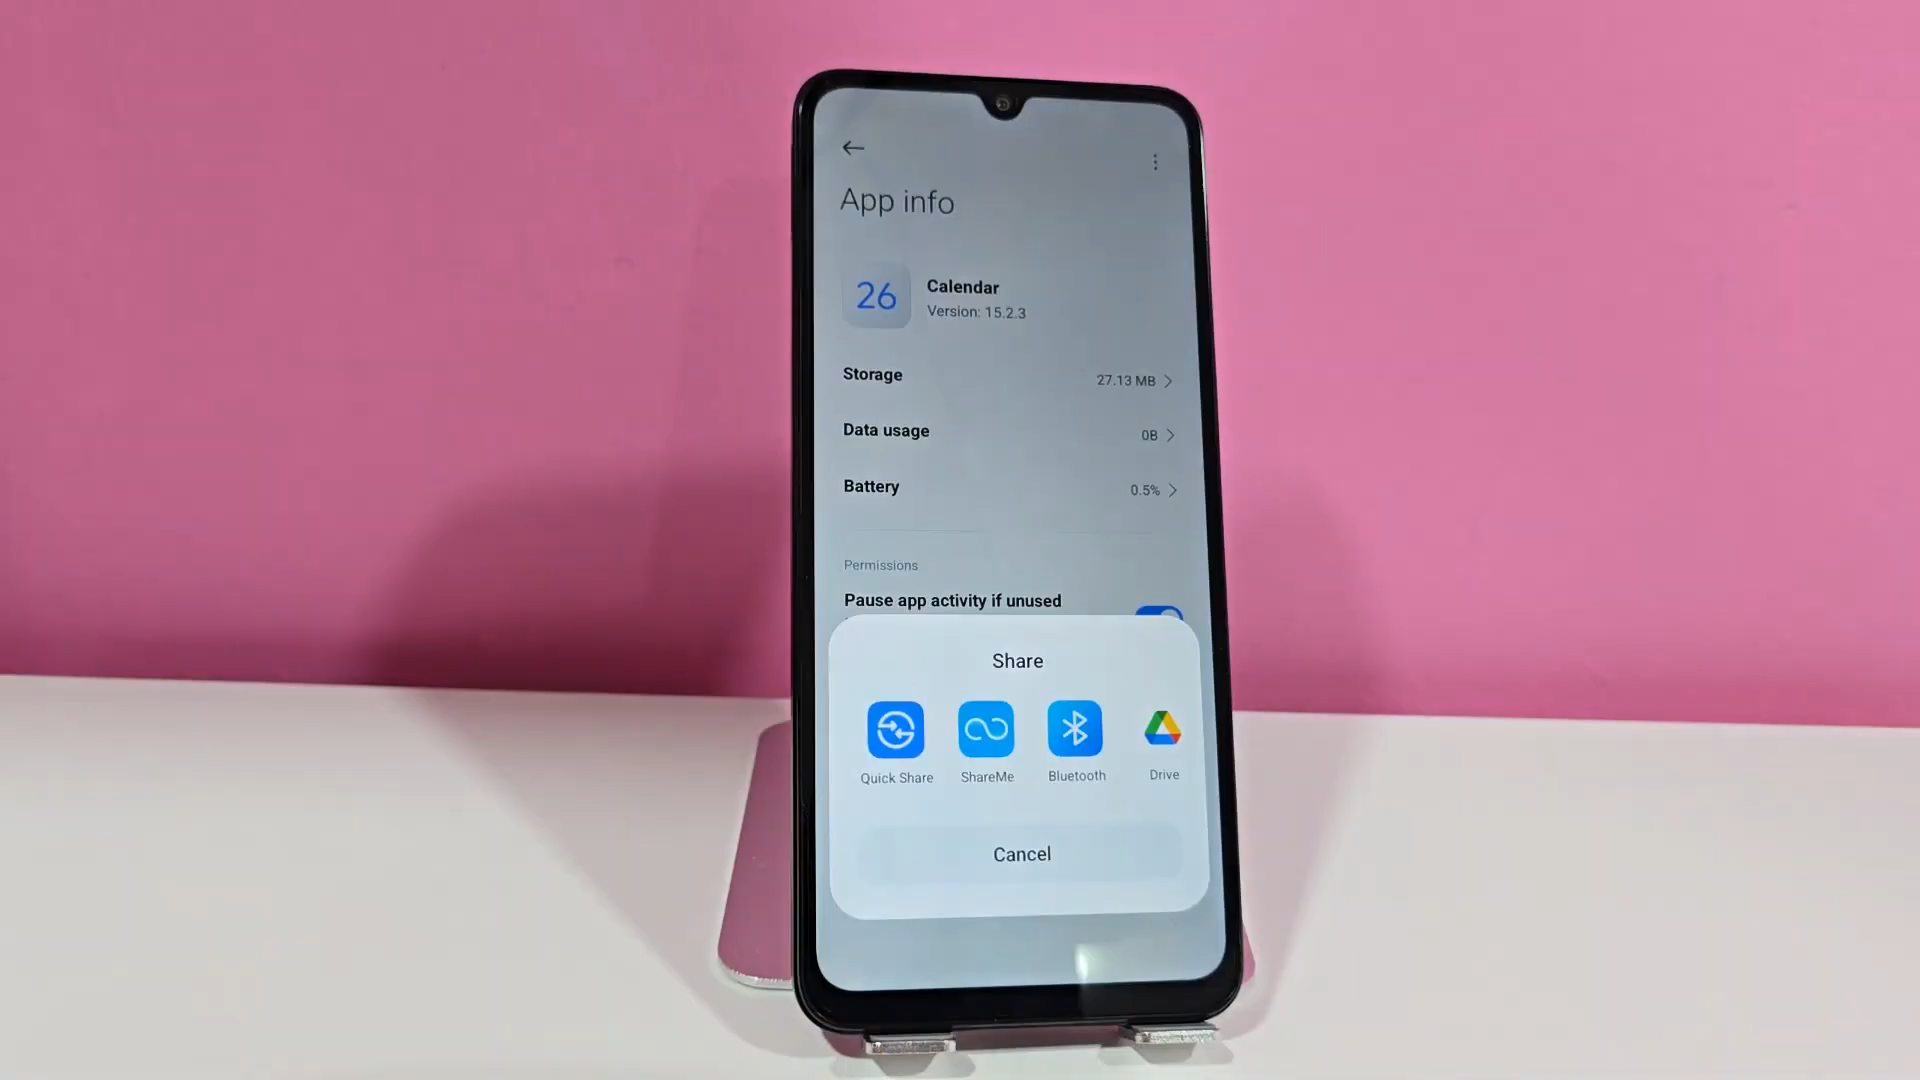 App info
26
Calendar
Version: 15.2.3
Storage 27.13 MB
Data usage 0B
Battery 0.5%
Permissions
Pause app activity if unused
Share
Quick Share ShareMe Bluetooth Drive
Cancel